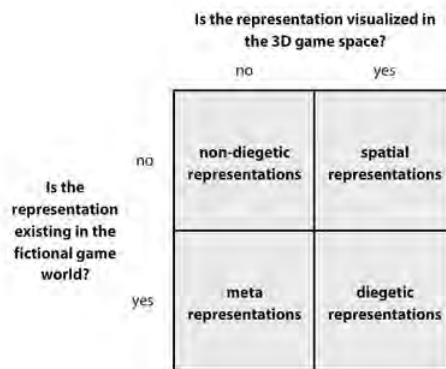 Is the representation visualized in
the 3D game space?
no yes
no
non-diegetic
representations
spatial
representations
Is the
representation
existing in the
fictional game
world?
yes
meta
representations
diegetic
representations